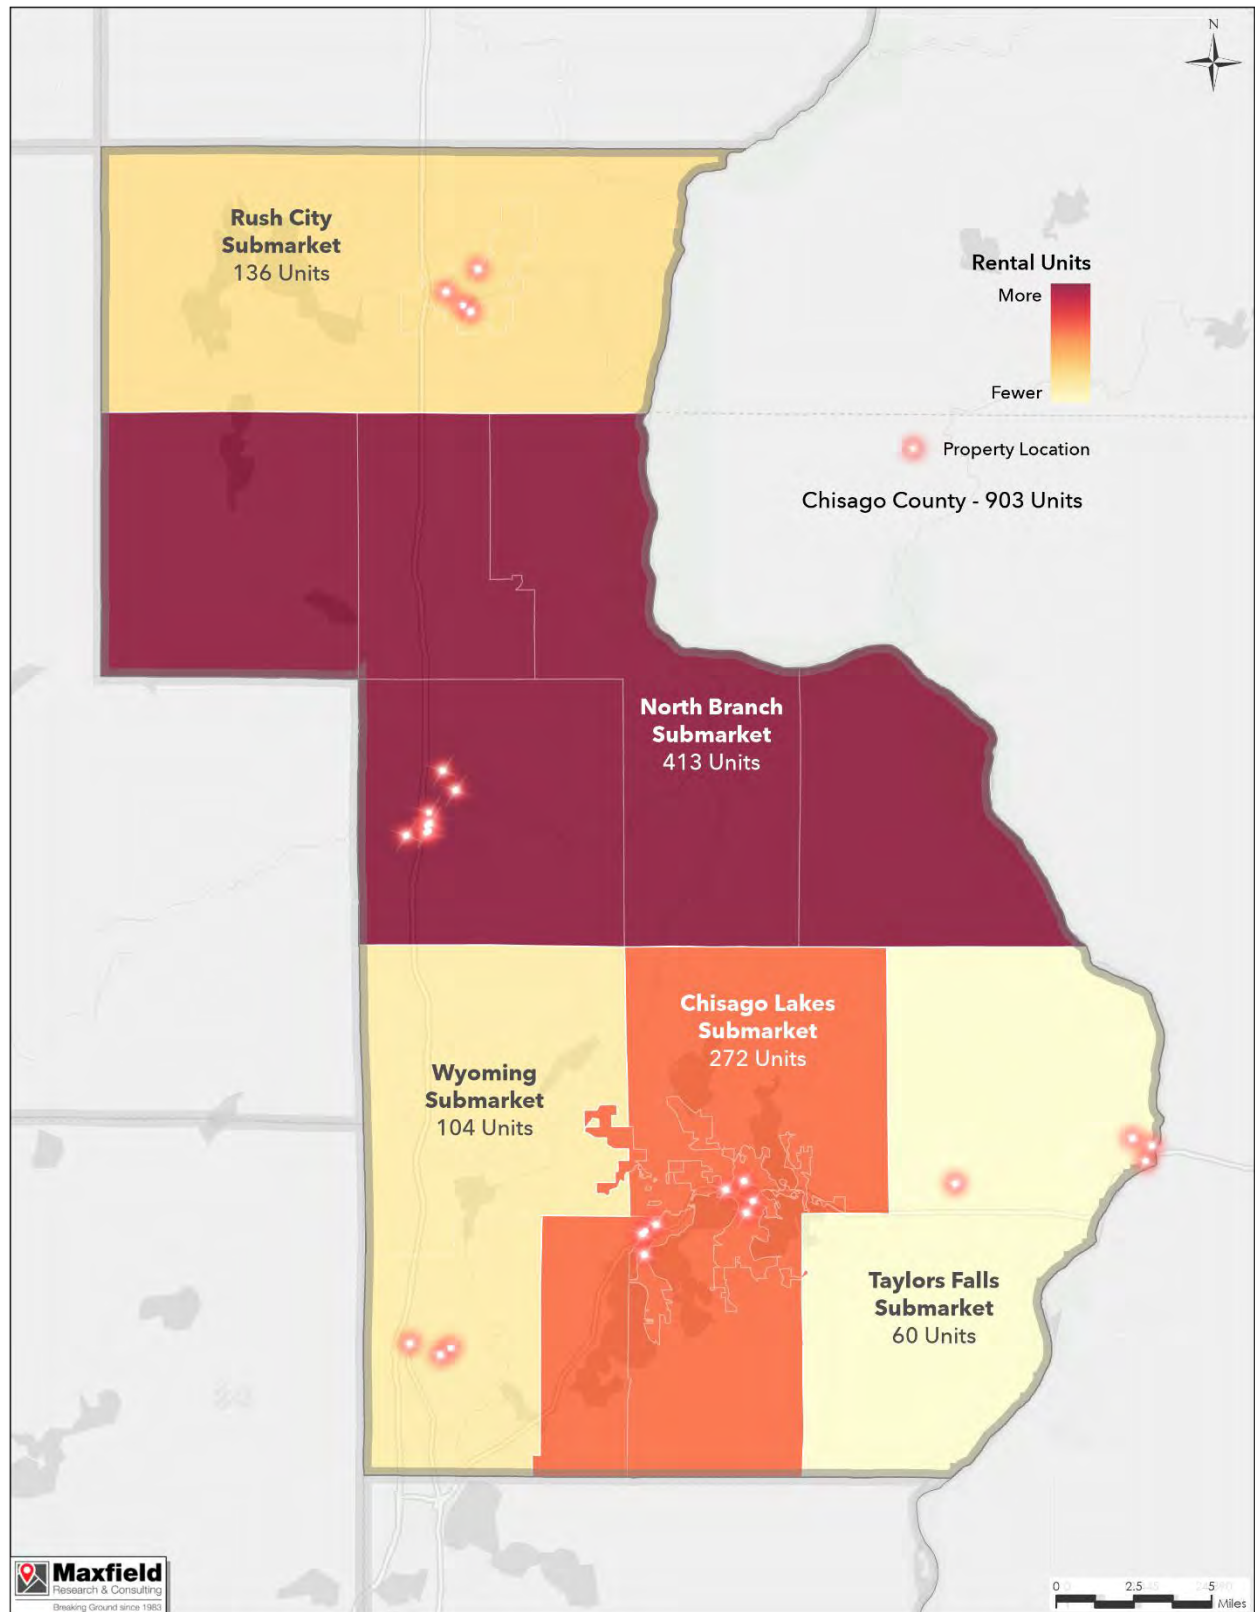 N
Rush City
Submarket
136 Units
Rental Units
More
Fewer
Property Location
Chisago County - 903 Units
North Branch
Submarket
413 Units
Chisago Lakes
Submarket
272 Units
Wyoming
Submarket
104 Units
Taylors Falls
Submarket
60 Units
Maxfield
Research & Consulting
Breaking Ground since 1983
0 2.5 5
Miles